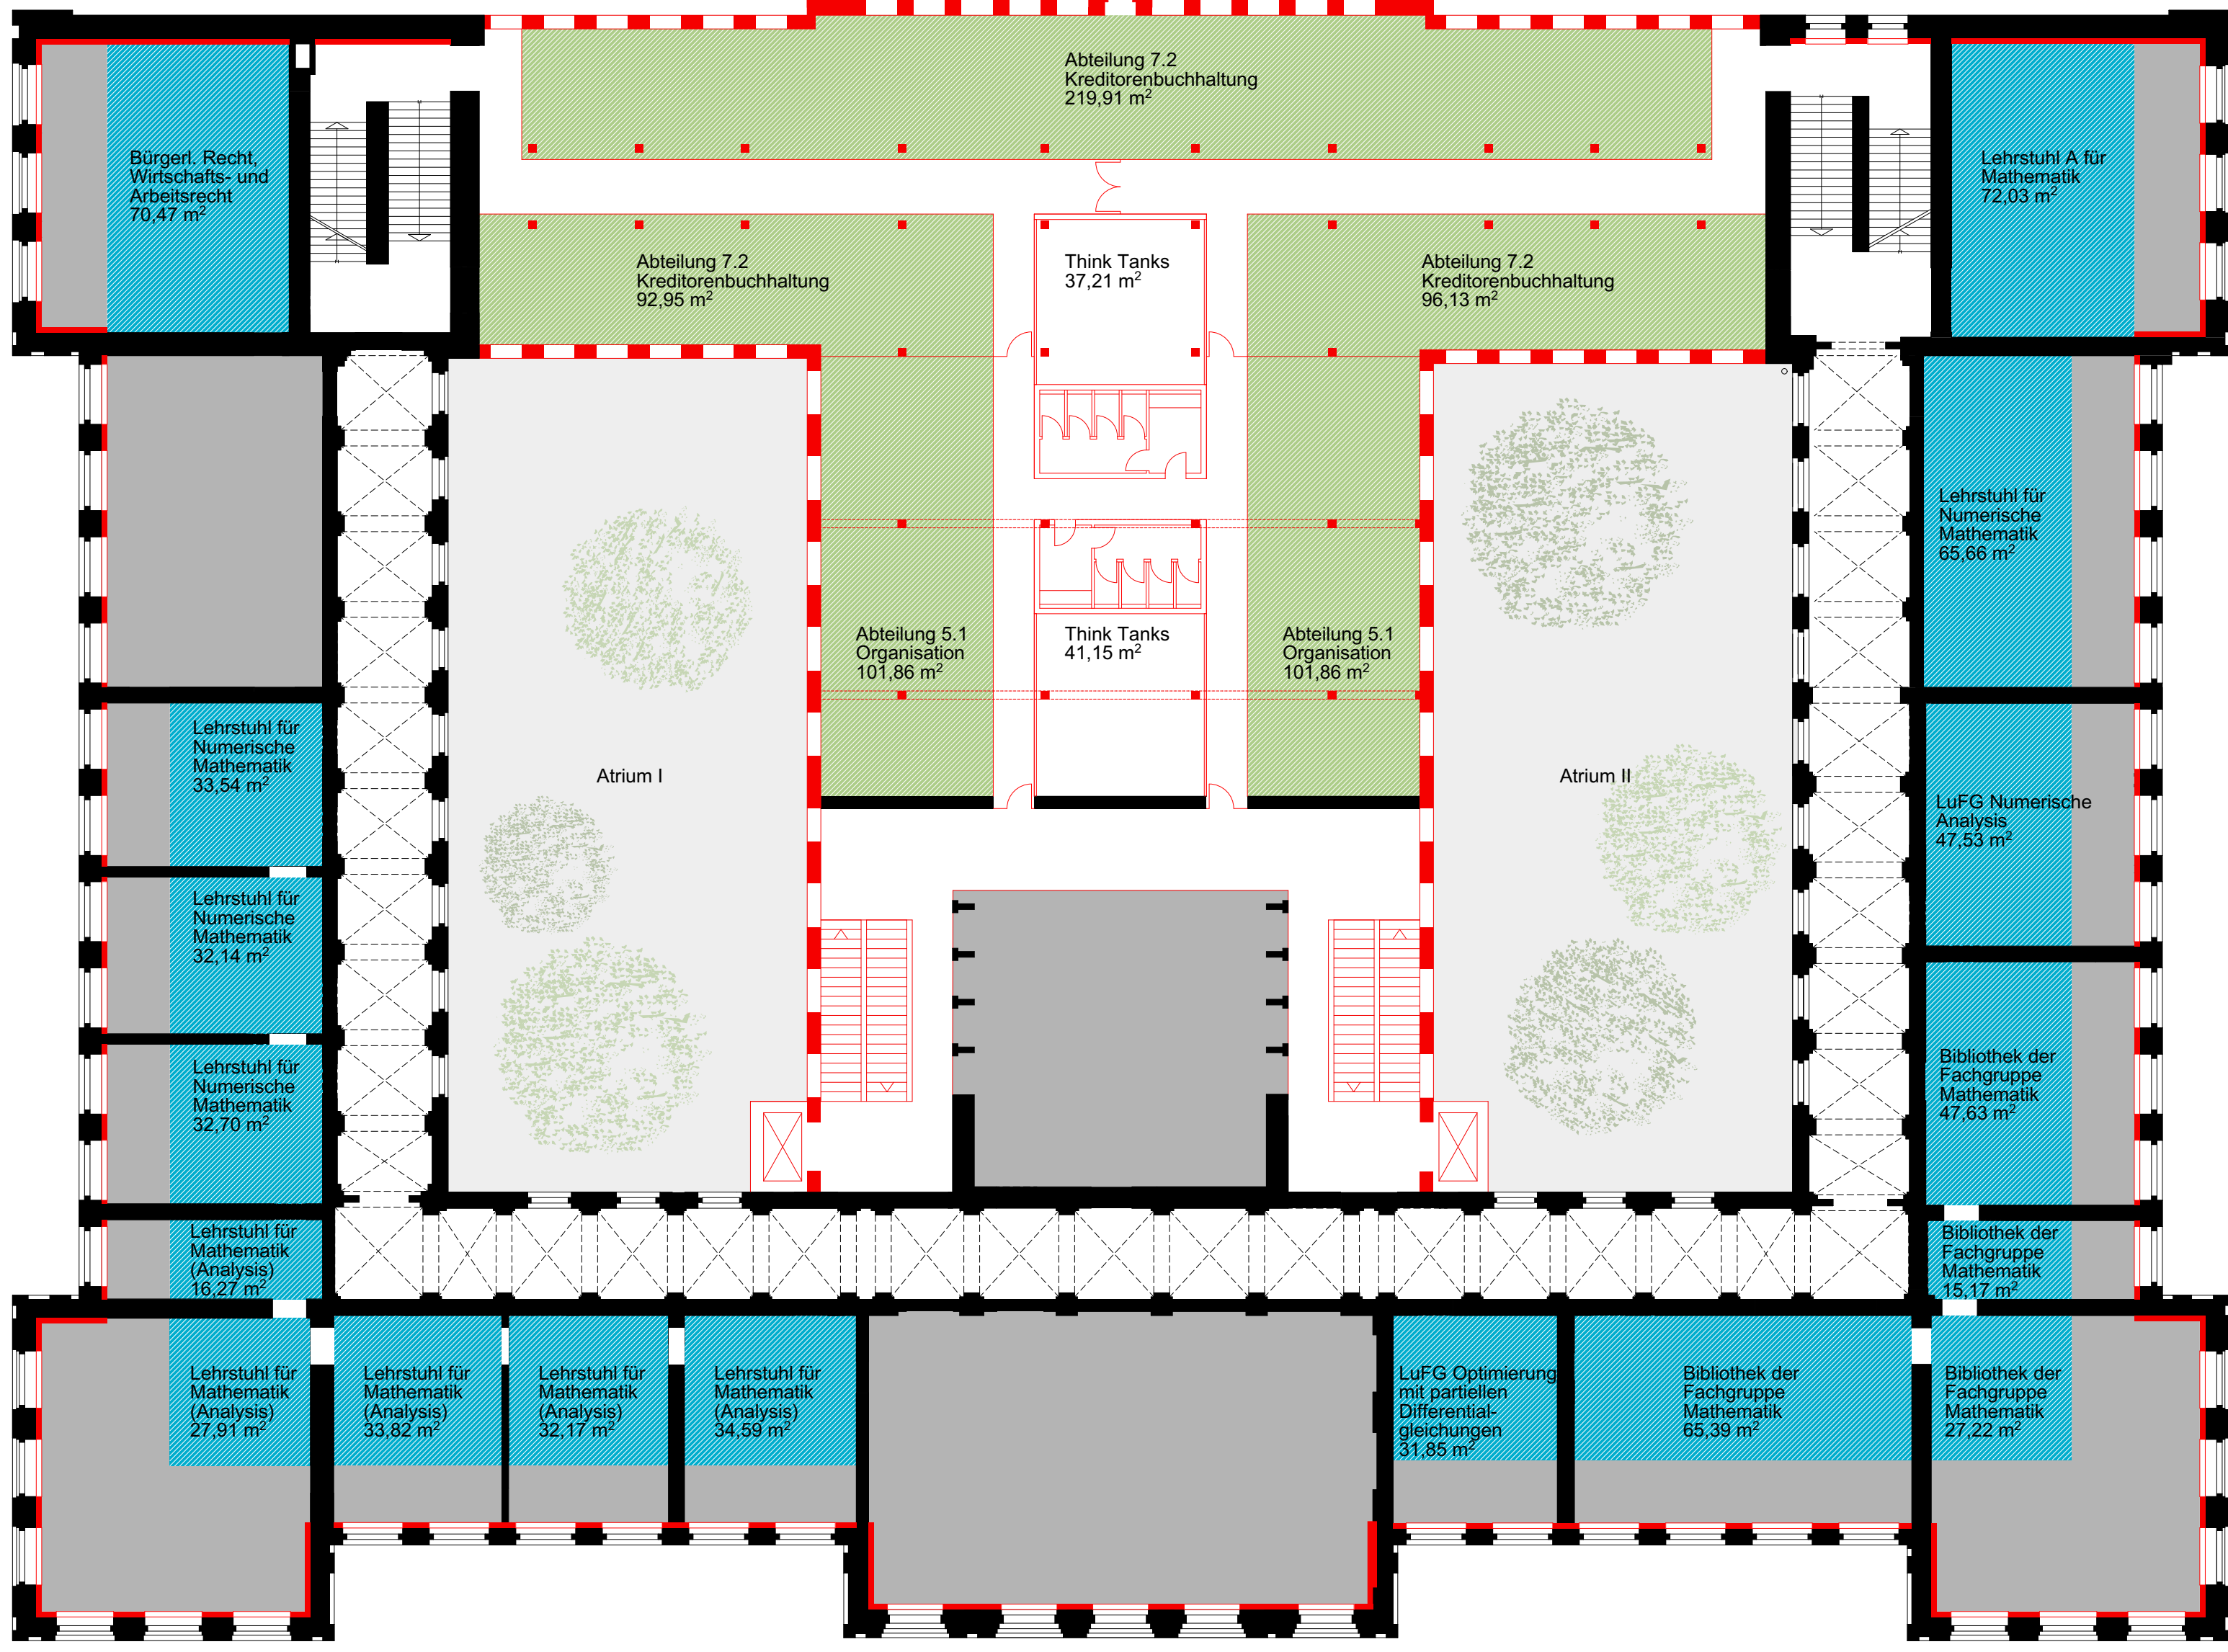 Abteilung 7.2
Kreditorenbuchhaltung
219,91 m²
Bürgerl. Recht,
Wirtschafts- und
Arbeitsrecht
70,47 m²
Lehrstuhl A für
Mathematik
72,03 m²
Abteilung 7.2
Kreditorenbuchhaltung
92,95 m²
Think Tanks
37,21 m²
Abteilung 7.2
Kreditorenbuchhaltung
96,13 m²
Lehrstuhl für
Numerische
Mathematik
65,66 m²
Abteilung 5.1
Organisation
101,86 m²
Think Tanks
41,15 m²
Abteilung 5.1
Organisation
101,86 m²
Lehrstuhl für
Numerische
Mathematik
33,54 m²
Atrium I
Atrium II
LuFG Numerische
Analysis
47,53 m²
Lehrstuhl für
Numerische
Mathematik
32,14 m²
Lehrstuhl für
Numerische
Mathematik
32,70 m²
Bibliothek der
Fachgruppe
Mathematik
47,63 m²
Lehrstuhl für
Mathematik
(Analysis)
16,27 m²
Bibliothek der
Fachgruppe
Mathematik
15,17 m²
Lehrstuhl für
Mathematik
(Analysis)
27,91 m²
Lehrstuhl für
Mathematik
(Analysis)
33,82 m²
Lehrstuhl für
Mathematik
(Analysis)
32,17 m²
Lehrstuhl für
Mathematik
(Analysis)
34,59 m²
LuFG Optimierung
mit partiellen
Differential-
gleichungen
31,85 m²
Bibliothek der
Fachgruppe
Mathematik
65,39 m²
Bibliothek der
Fachgruppe
Mathematik
27,22 m²